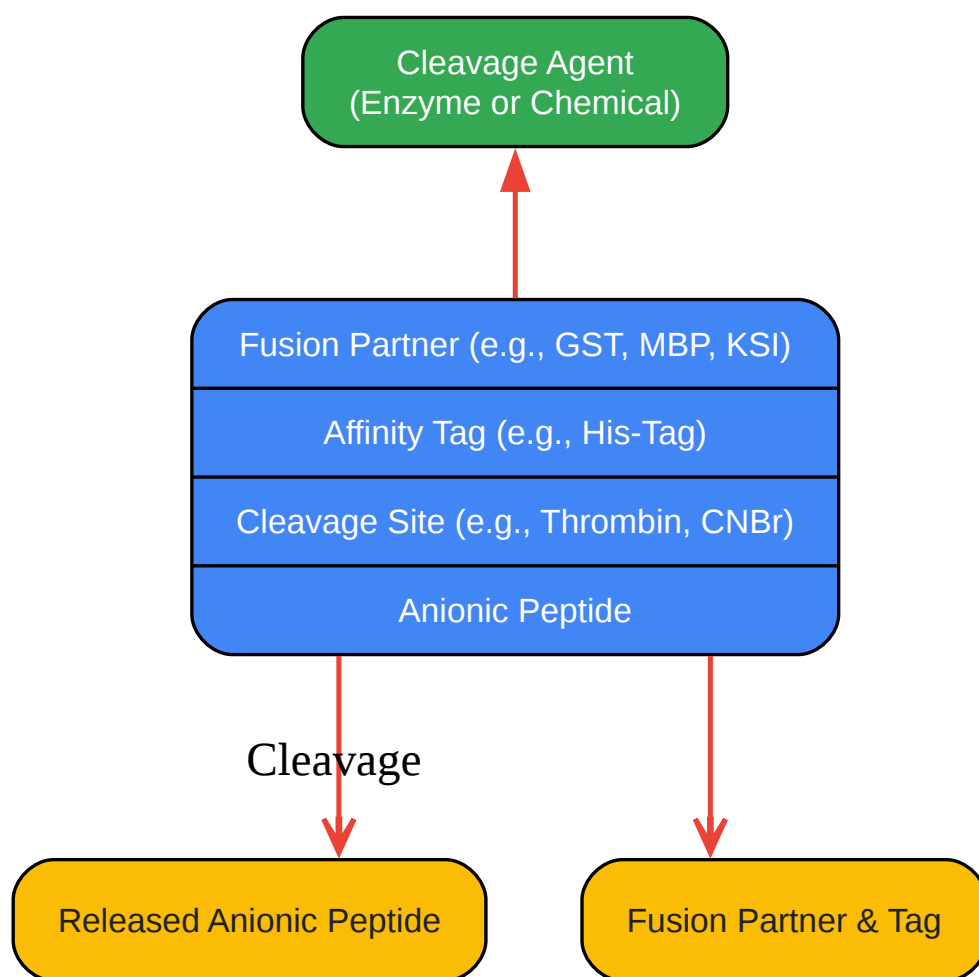 Cleavage Agent
(Enzyme or Chemical)
Fusion Partner (e.g., GST, MBP, KSI)
Affinity Tag (e.g., His-Tag)
Cleavage Site (e.g., Thrombin, CNBr)
Anionic Peptide
Cleavage
Released Anionic Peptide
Fusion Partner & Tag